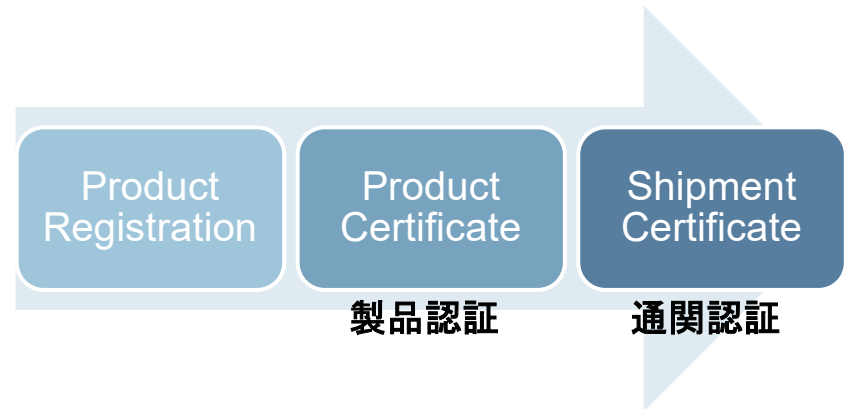 Product
Registration
Product
Certificate
Shipment
Certificate
製品認証
通関認証